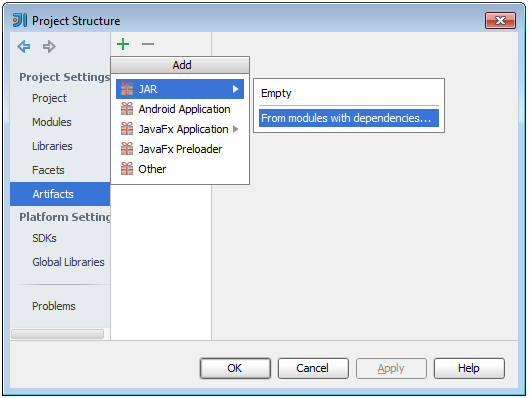 Project Structure
Project Settings
Project
Modules
Libraries
Facets
Artifacts
Platform Setting
SDKs
Global Libraries
Problems
Add
JAR
Android Application
JavaFx Application
JavaFx Preloader
Other
Empty
From modules with dependencies...
OK
Cancel
Apply
Help